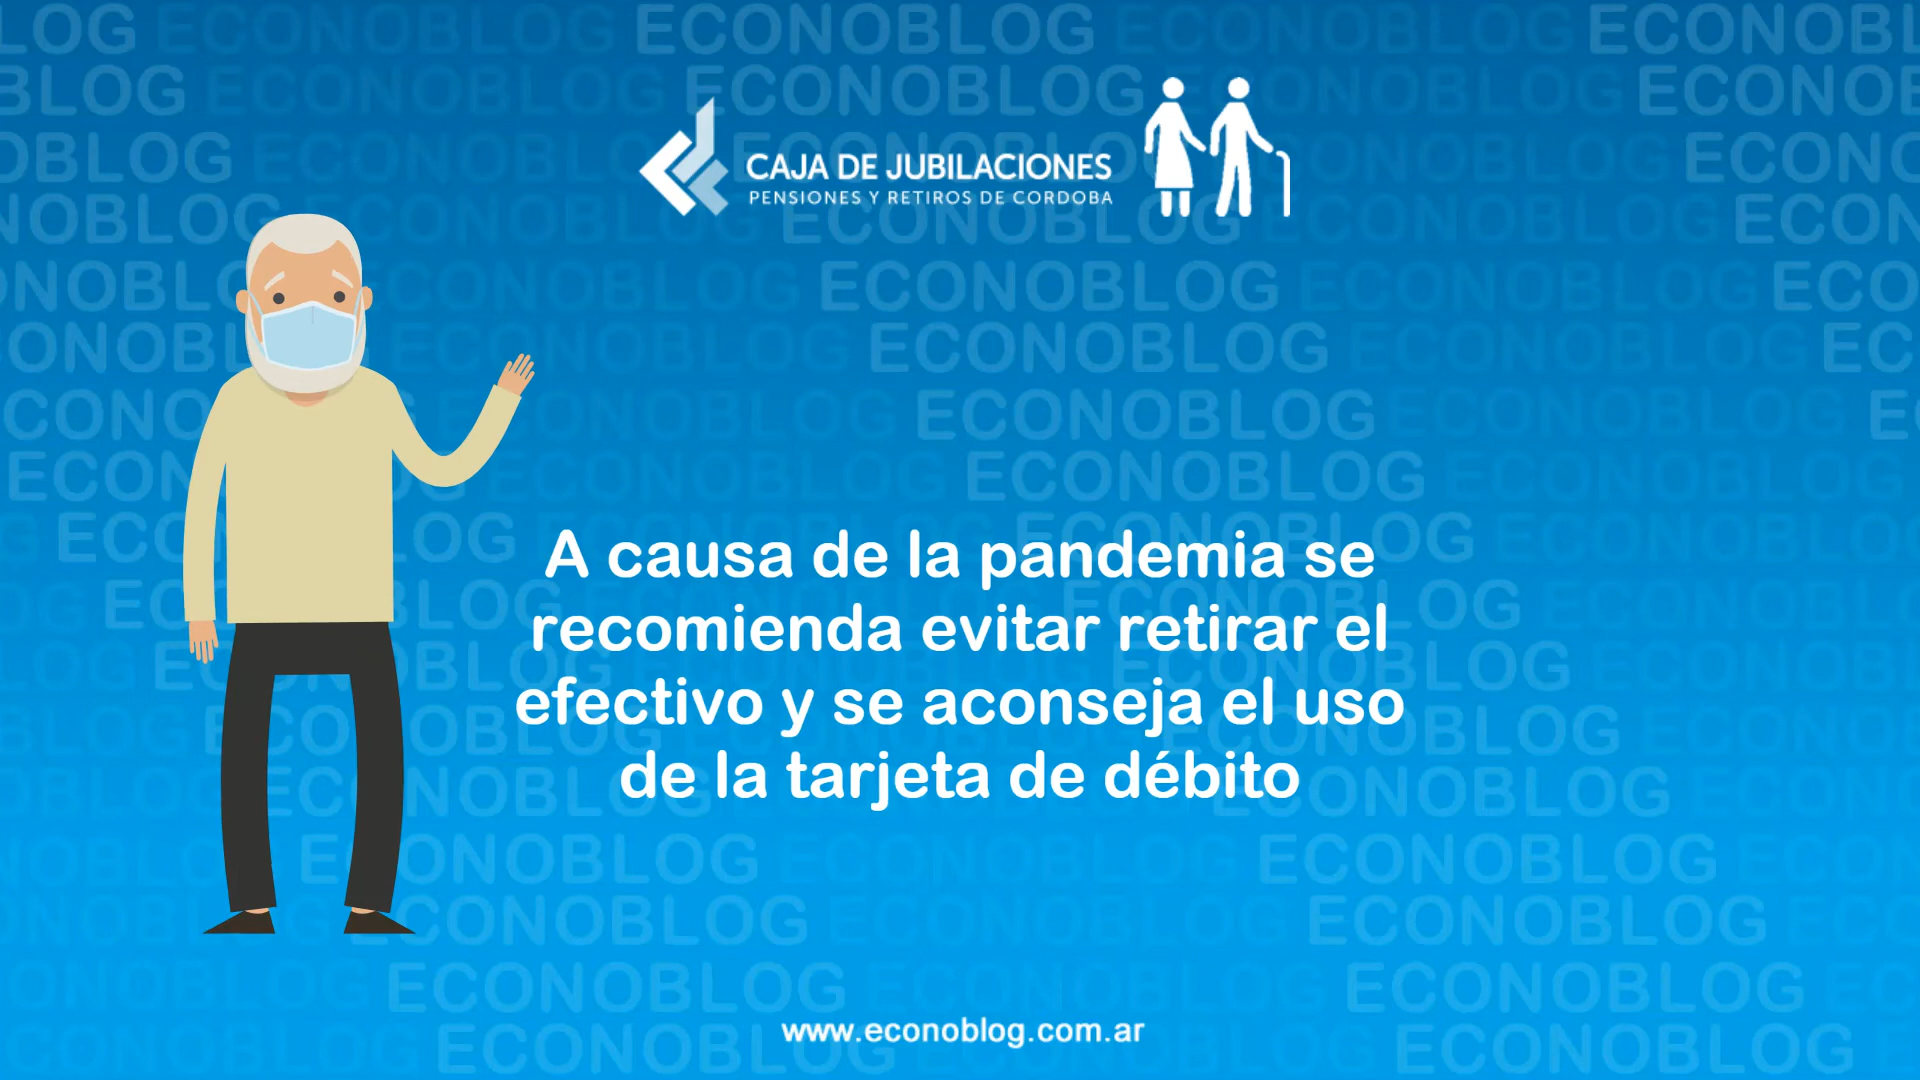 CAJA DE JUBILACIONES
PENSIONES Y RETIROS DE CORDOBA
A causa de la pandemia se
recomienda evitar retirar el
efectivo y se aconseja el uso
de la tarjeta de débito
www.econoblog.com.ar
ECONOBLOG